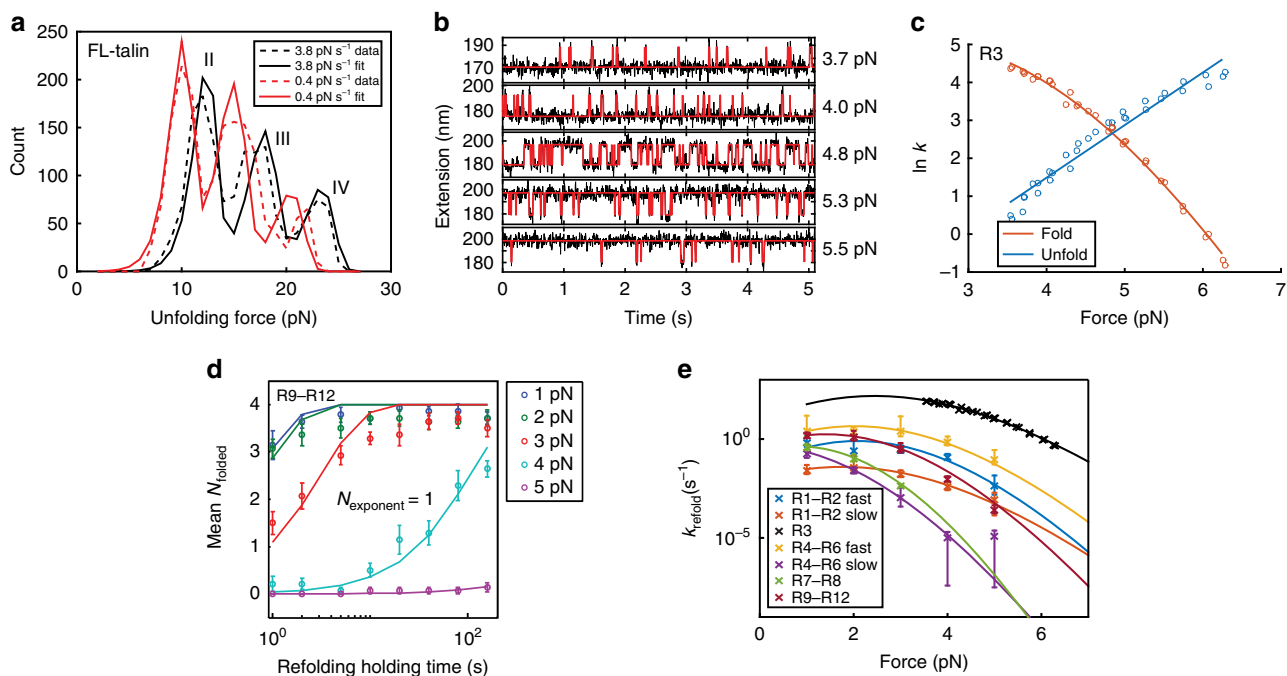 a
FL-talin
II
III
IV
3.8 pN s⁻¹ data
3.8 pN s⁻¹ fit
0.4 pN s⁻¹ data
0.4 pN s⁻¹ fit
250
200
150
100
50
0
Count
0 10 20 30
Unfolding force (pN)
b
190
170
200
180
200
180
200
180
200
180
Extension (nm)
3.7 pN
4.0 pN
4.8 pN
5.3 pN
5.5 pN
0 1 2 3 4 5
Time (s)
c
R3
5
4
3
2
1
0
−1
ln k
Fold
Unfold
3 4 5 6 7
Force (pN)
d
R9–R12
4
3
2
1
0
Mean N_folded
N_exponent = 1
1 pN
2 pN
3 pN
4 pN
5 pN
10⁰ 10²
Refolding holding time (s)
e
10⁰
10⁻⁵
k_refold (s⁻¹)
R1–R2 fast
R1–R2 slow
R3
R4–R6 fast
R4–R6 slow
R7–R8
R9–R12
0 2 4 6
Force (pN)